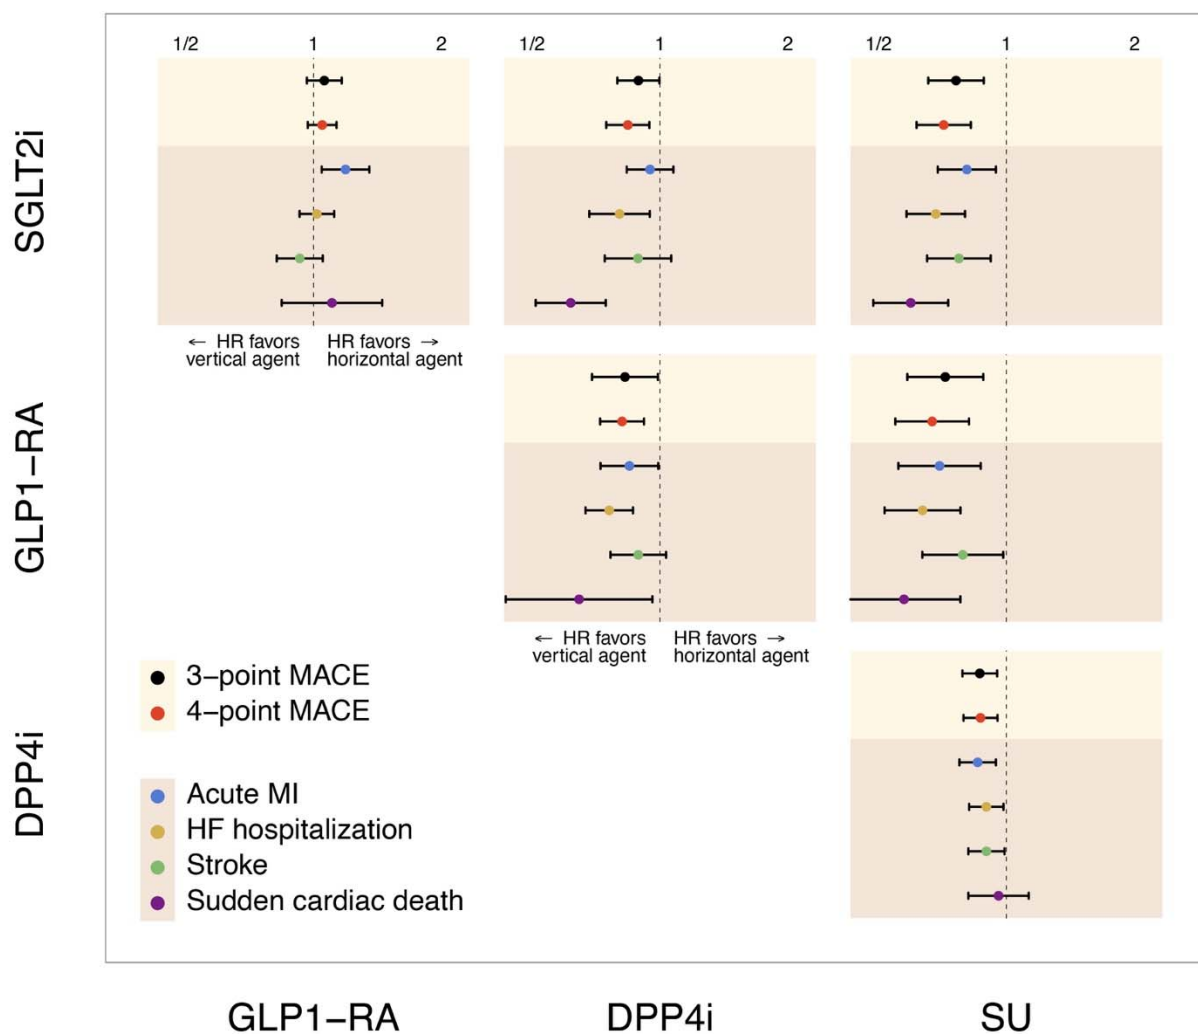 1/2 1 2 1/2 1 2 1/2 1 2
SGLT2i
← HR favors vertical agent
HR favors → horizontal agent
GLP1−RA
← HR favors vertical agent
HR favors → horizontal agent
DPP4i
3−point MACE
4−point MACE
Acute MI
HF hospitalization
Stroke
Sudden cardiac death
GLP1−RA DPP4i SU